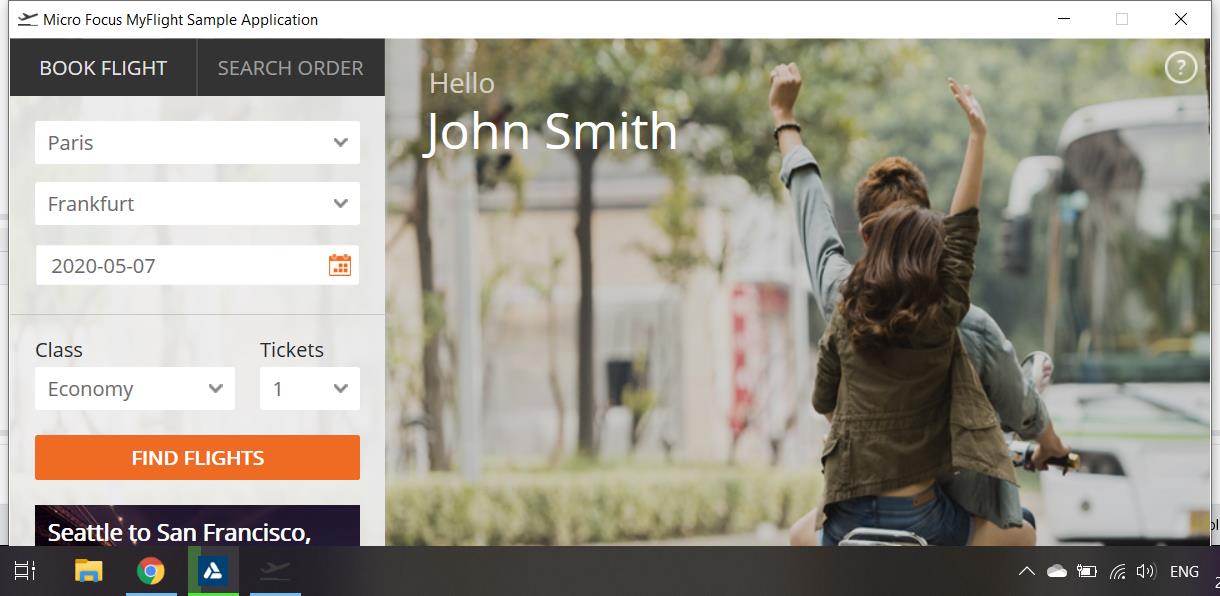 Micro Focus MyFlight Sample Application
BOOK FLIGHT
SEARCH ORDER
?
Hello
John Smith
Paris
Frankfurt
2020-05-07
Class
Tickets
Economy
1
FIND FLIGHTS
Seattle to San Francisco,
ENG